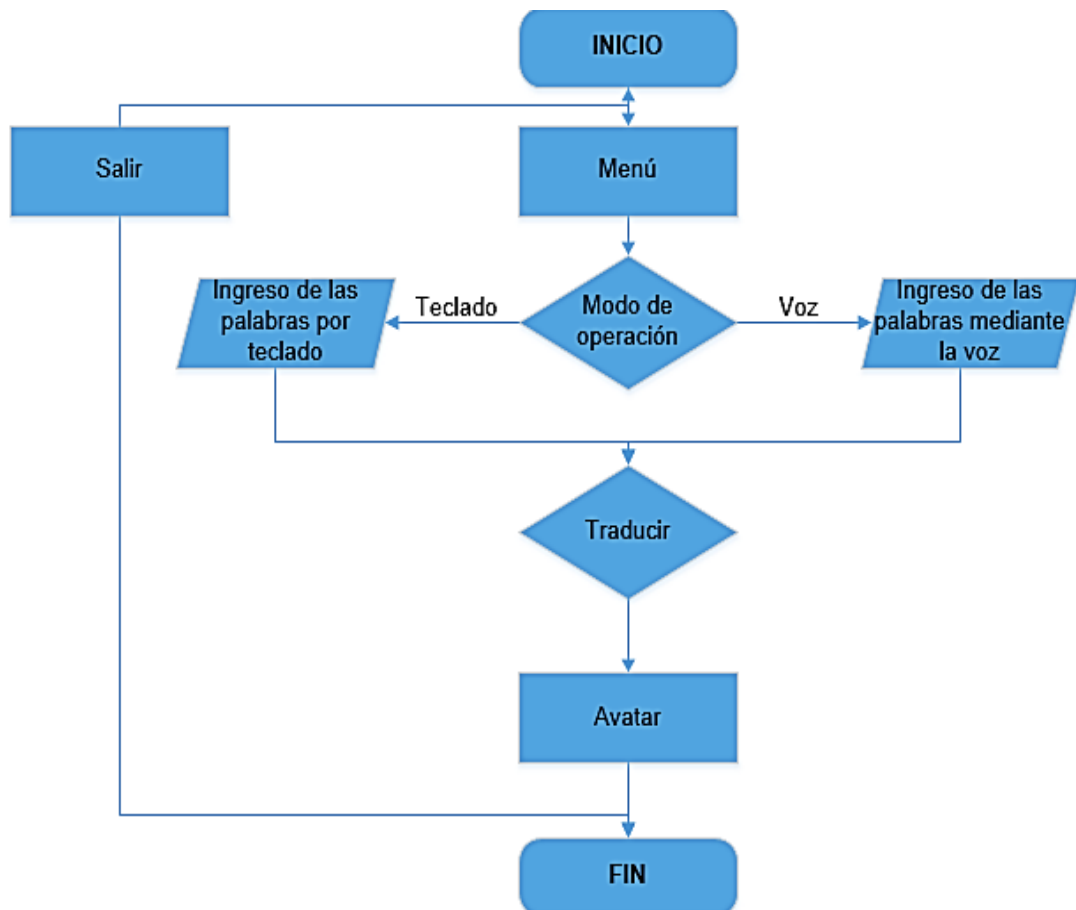 INICIO
Salir
Menú
Ingreso de las
palabras por
teclado
Teclado
Modo de
operación
Voz
Ingreso de las
palabras mediante
la voz
Traducir
Avatar
FIN